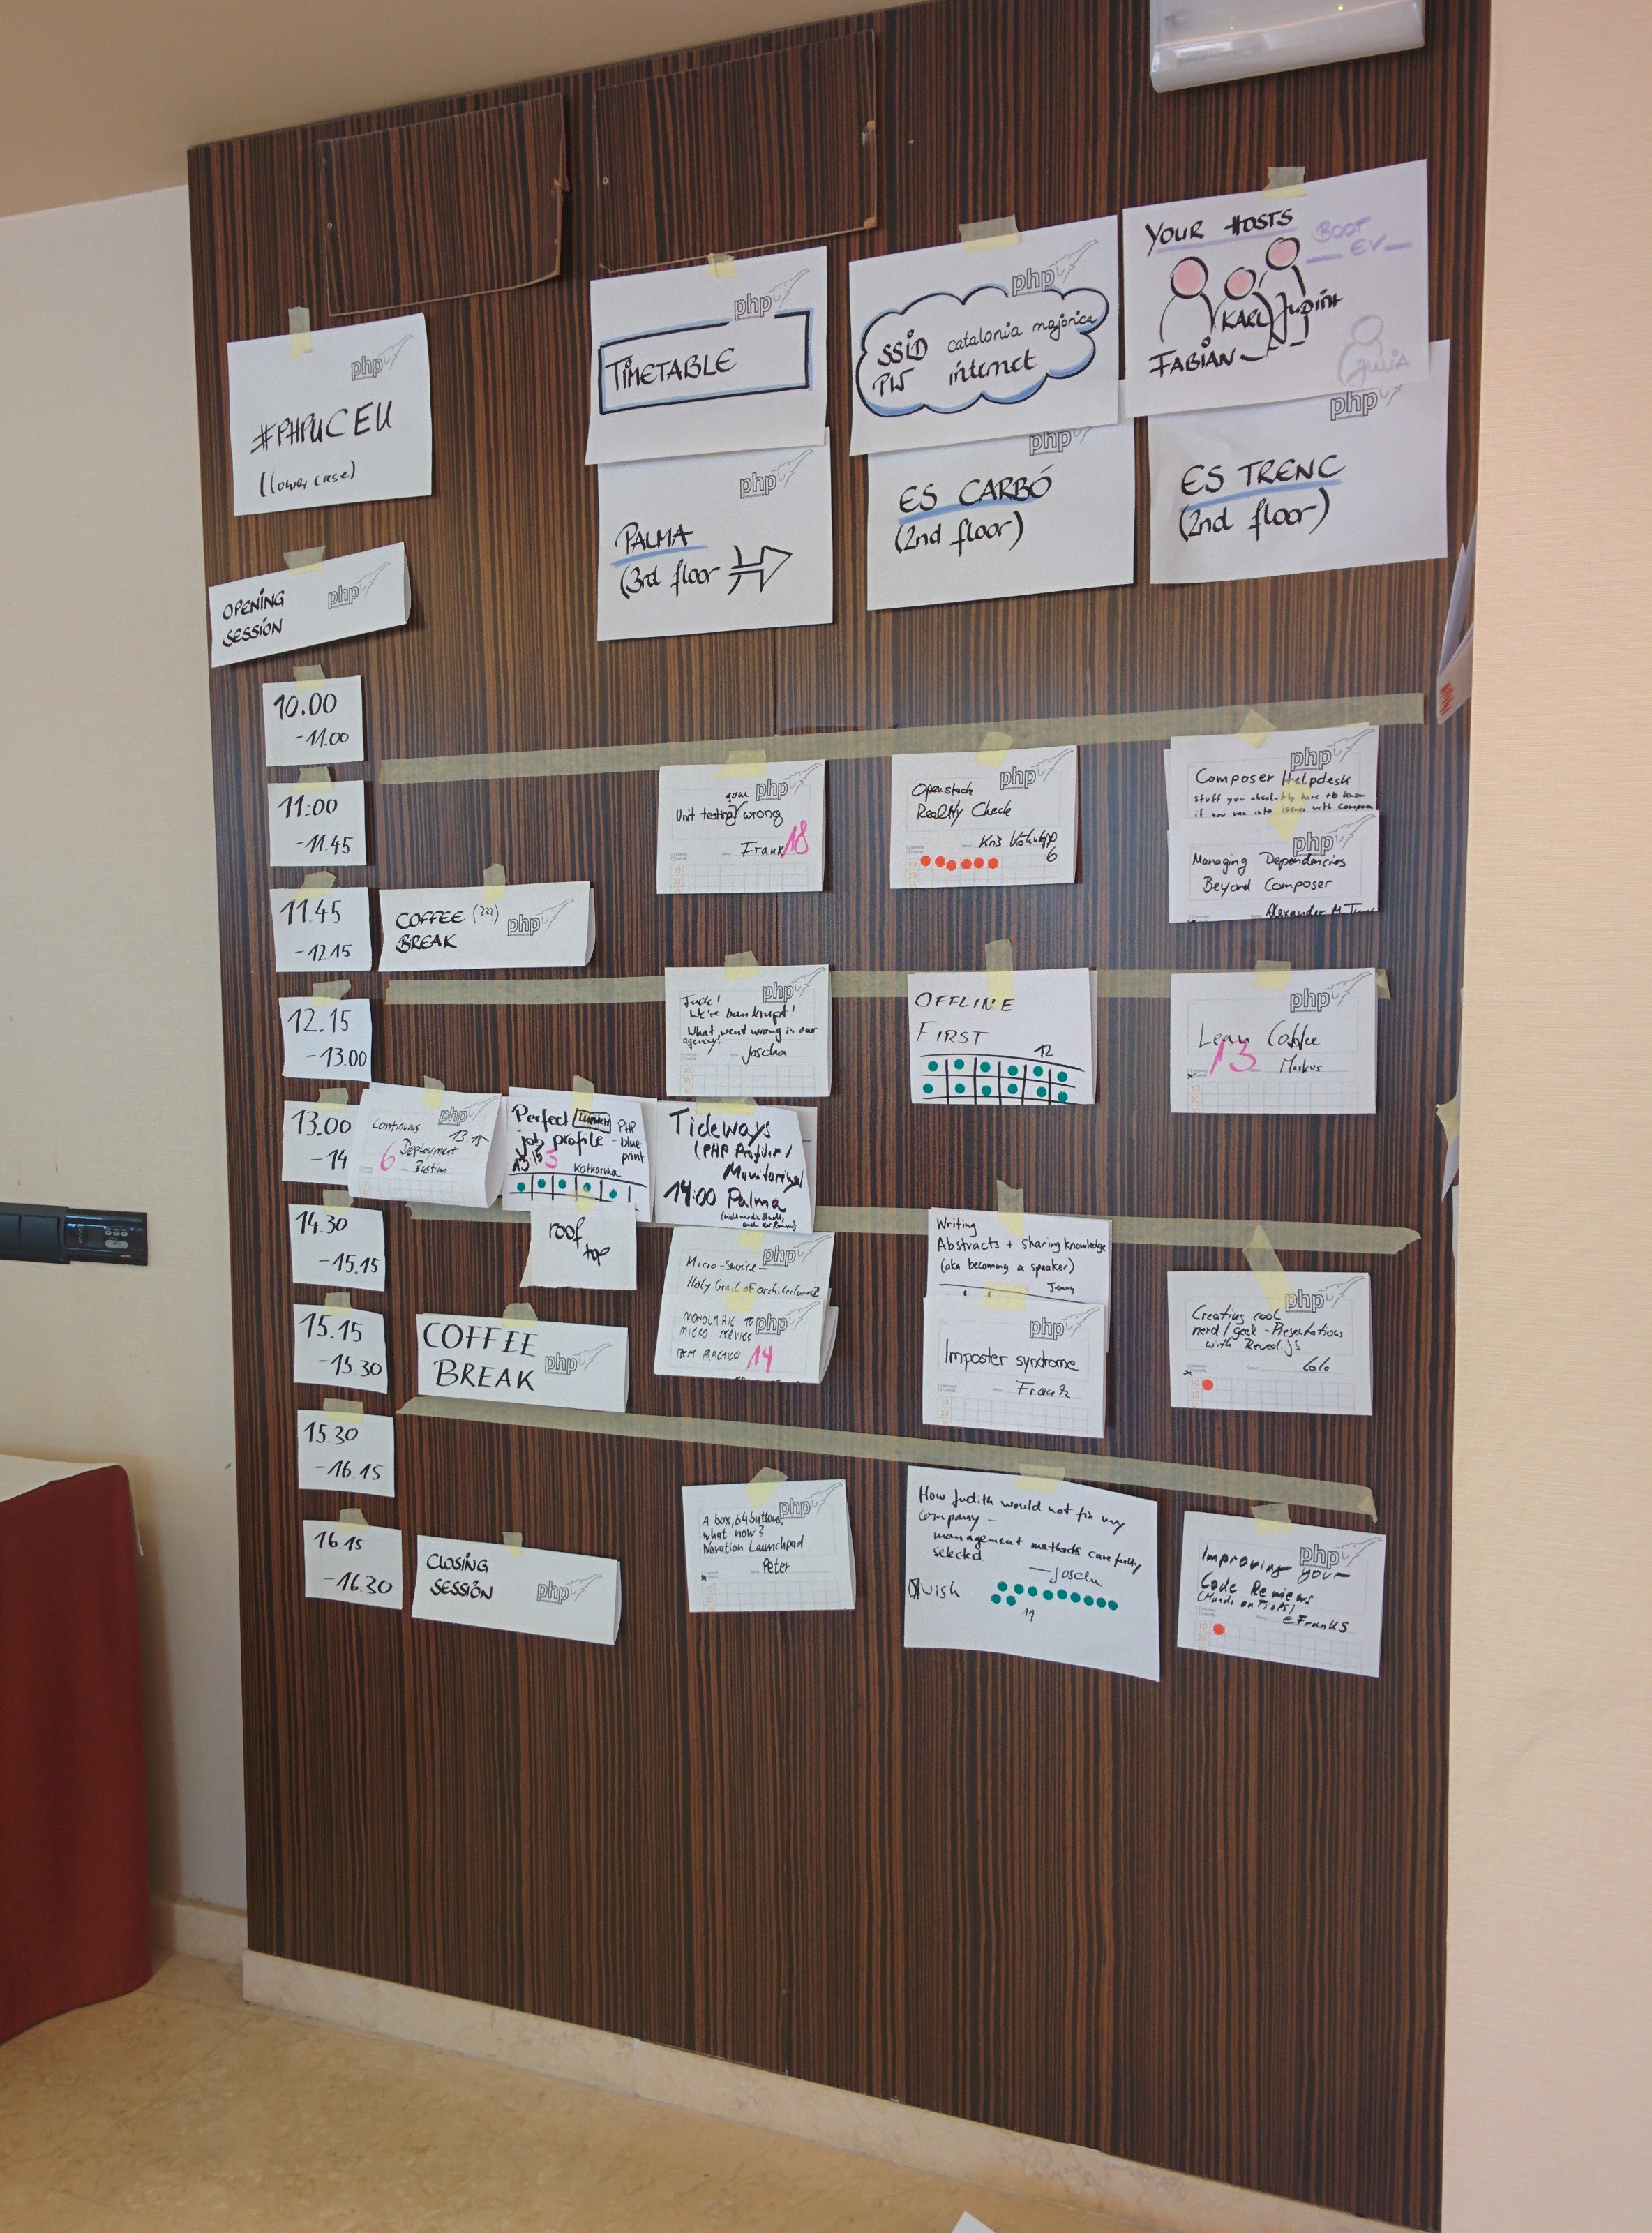 #PHPUCEU
(lower case)
php
TIMETABLE
php
SSID catalonia majorica
PW internet
php
YOUR HOSTS
BOOT
EV
KARL
JUDITH
FABIAN
JULIA
PALMA
(3rd floor
php
ES CARBÓ
(2nd floor)
php
ES TRENC
(2nd floor)
php
OPENING
SESSION
php
10.00
-11.00
11.00
-11.45
php
gone
Unit testing wrong
Frank
18
php
Openstack
Reality Check
Kris
6
php
Composer Helpdesk
stuff you absolutely have to know
if you run into issues with composer
php
Managing Dependencies
Beyond Composer
Alexander M.
11.45
-12.15
COFFEE (???)
BREAK
php
12.15
-13.00
php
Fuck!
We're bankrupt!
What went wrong in our
agency?
Joscha
OFFLINE
FIRST
12
php
Lean Coffee
13
Markus
13.00
-14
php
Continuous
13.15
Deployment
6
- Bastian
Perfect LUNCH PHP
job profile - blue
print
13.15
5
Katharina
roof
top
Tideways
(PHP Profiler/
Monitoring)
14:00 Palma
14.30
-15.15
php
Micro-Service
Holy Grail of architectures?
php
MONOLITHIC TO
MICRO SERVICE
BEST PRACTICES
14
Writing
Abstracts + sharing knowledge
(aka becoming a speaker)
Jenny
php
Imposter syndrome
Frank
php
Creating cool
nerd/geek - Presentations
with Reveal JS
Lolo
15.15
-15.30
COFFEE
BREAK
php
15.30
-16.15
php
A box, 64 buttons,
what now?
Novation Launchpad
Peter
How Judith would not fix my
company -
management methods carefully
selected
- Joscha
Wish
11
php
Improving your
Code Reviews
(Hands on Tips)
eFrankS
16.15
-16.30
CLOSING
SESSION
php